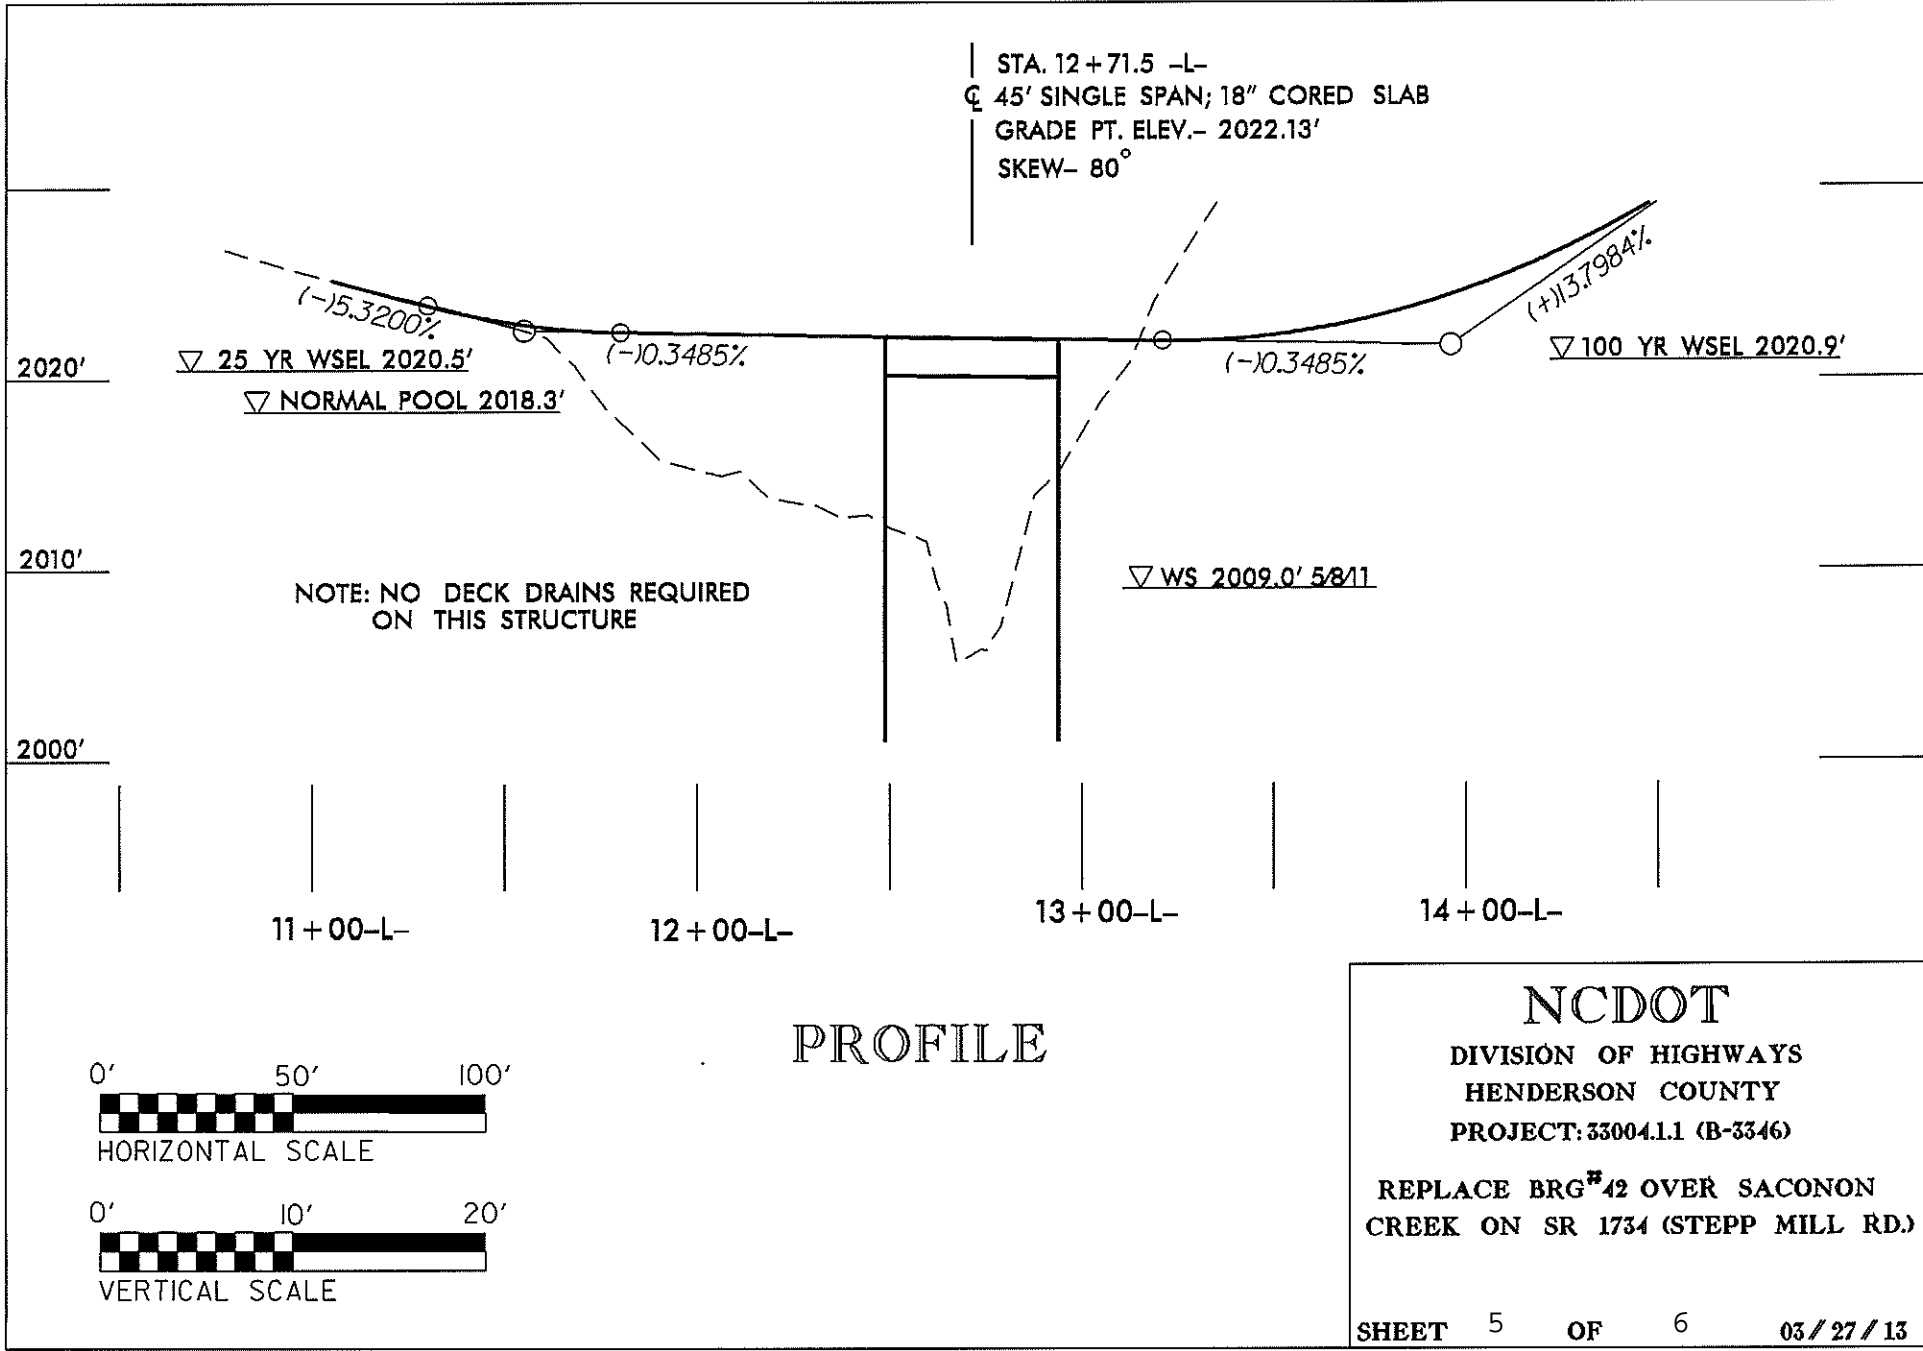 STA. 12+71.5 -L-
℄ 45' SINGLE SPAN; 18" CORED SLAB
GRADE PT. ELEV.- 2022.13'
SKEW- 80°
(-)5.3200%
(-)0.3485%
(-)0.3485%
(+)13.7984%
▽ 25 YR WSEL 2020.5'
▽ 100 YR WSEL 2020.9'
2020'
▽ NORMAL POOL 2018.3'
2010'
▽ WS 2009.0' 5/8/11
NOTE: NO DECK DRAINS REQUIRED
ON THIS STRUCTURE
2000'
11+00-L-
12+00-L-
13+00-L-
14+00-L-
PROFILE
0' 50' 100'
HORIZONTAL SCALE
0' 10' 20'
VERTICAL SCALE
NCDOT
DIVISION OF HIGHWAYS
HENDERSON COUNTY
PROJECT: 33004.1.1 (B-3346)
REPLACE BRG#42 OVER SACONON
CREEK ON SR 1734 (STEPP MILL RD.)
SHEET 5 OF 6 03/27/13